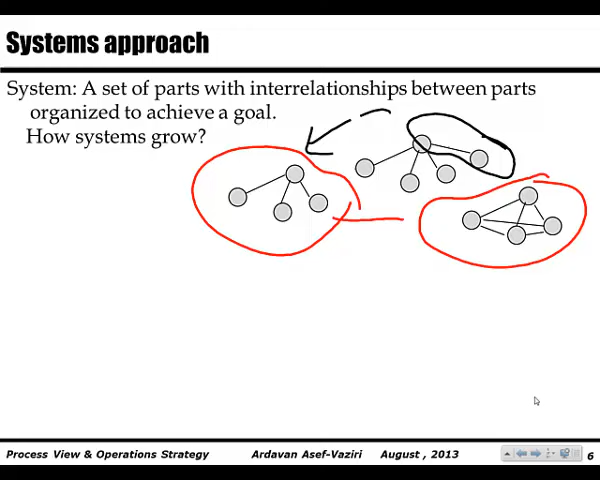 Systems approach
System: A set of parts with interrelationships between parts
organized to achieve a goal.
How systems grow?
Process View & Operations Strategy Ardavan Asef-Vaziri August , 2013 6